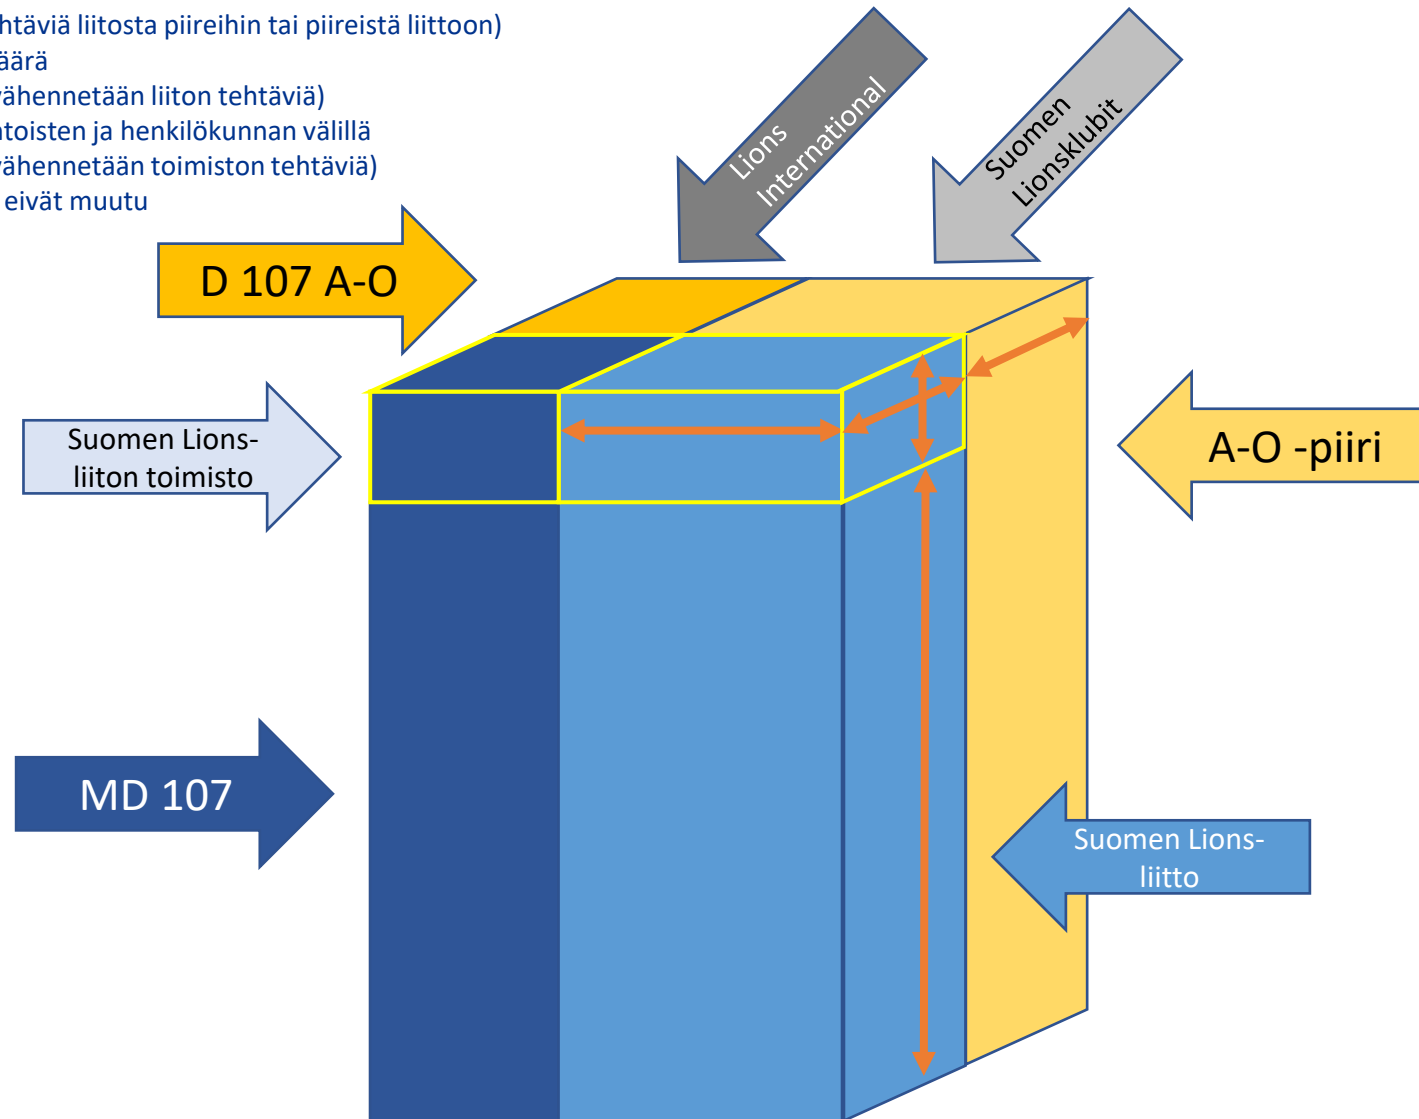 htäviä liitosta piireihin tai piireistä liittoon)
äärä
vähennetään liiton tehtäviä)
toisten ja henkilökunnan välillä
vähennetään toimiston tehtäviä)
eivät muutu
Lions
International
Suomen
Lionsklubit
D 107 A-O
Suomen Lions-
liiton toimisto
A-O -piiri
MD 107
Suomen Lions-
liitto